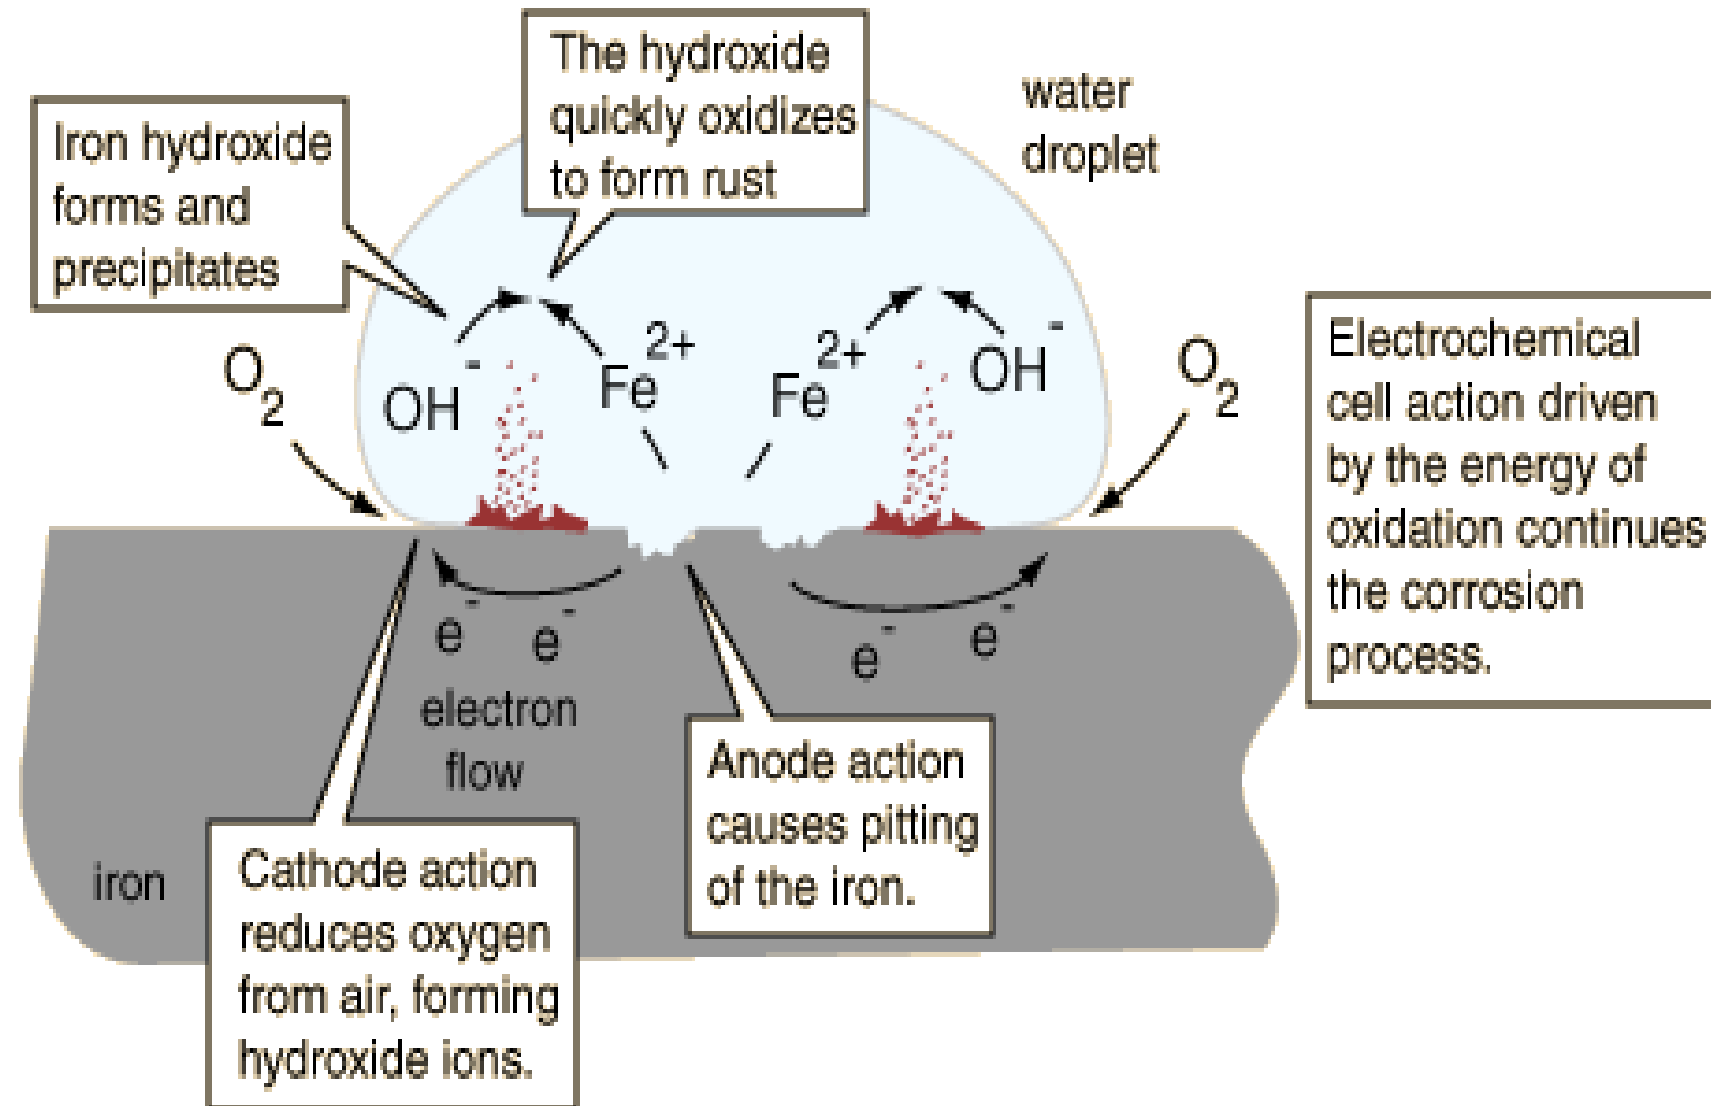 The hydroxide
quickly oxidizes
to form rust
water
droplet
Iron hydroxide
forms and
precipitates
O2
OH-
Fe2+
Fe2+
OH-
O2
Electrochemical
cell action driven
by the energy of
oxidation continues
the corrosion
process.
e- e-
e- e-
electron
flow
Anode action
causes pitting
of the iron.
iron
Cathode action
reduces oxygen
from air, forming
hydroxide ions.